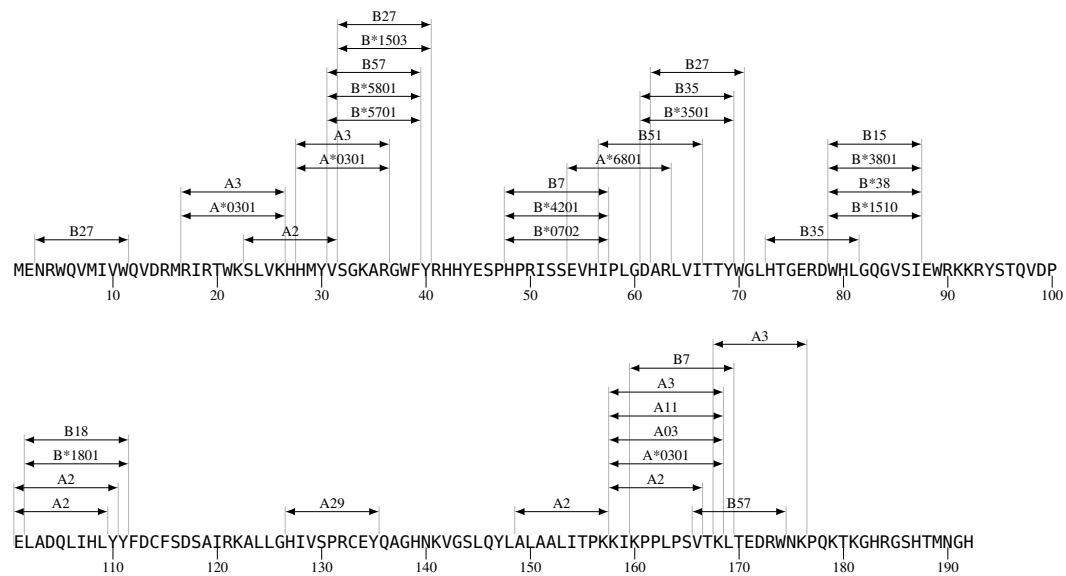 B27
B*1503
B57 B27
B*5801 B35
B*5701 B*3501
A3 B51 B15
A*0301 A*6801 B*3801
A3 B7 B*38
A*0301 B*4201 B*1510
B27 A2 B*0702 B35
MENRWQVMIVWQVDRMRIRTWKSLVKHHMYVSGKARGWFYRHHYESPHPRISSEVHIPLGDARLVITTYWGLHTGERDWHLGQGVSIEWRKKRYSTQVDP
10 20 30 40 50 60 70 80 90 100
A3
B7
A3
B18 A11
B*1801 A03
A2 A*0301
A2 A2
A29 A2 B57
ELADQLIHLYYFDCFSDSAIRKALLGHIVSPRCEYQAGHNKVGSLQYLALAALITPKKIKPPLPSVTKLTEDRWNKPQKTKGHRGSHTMNGH
110 120 130 140 150 160 170 180 190